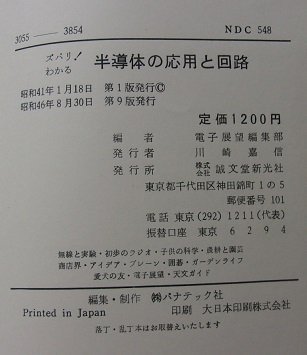 3055 — 3854
NDC 548
ズバリ!
わかる
半導体の応用と回路
昭和41年1月18日 第1版発行©
昭和46年8月30日 第9版発行
定価1200円
編者 電子展望編集部
発行者 川崎嘉信
発行所 株式会社 誠文堂新光社
東京都千代田区神田錦町1の5
郵便番号 101
電話 東京(292)1211(代表)
振替口座 東京 6294
無線と実験・初歩のラジオ・子供の科学・農耕と園芸
商店界・アイデア・ブレーン・囲碁・ガーデンライフ
愛犬の友・電子展望・天文ガイド
編集・制作 ㈱パナテック社
Printed in Japan 印刷 大日本印刷株式会社
落丁・乱丁本はお取替えいたします